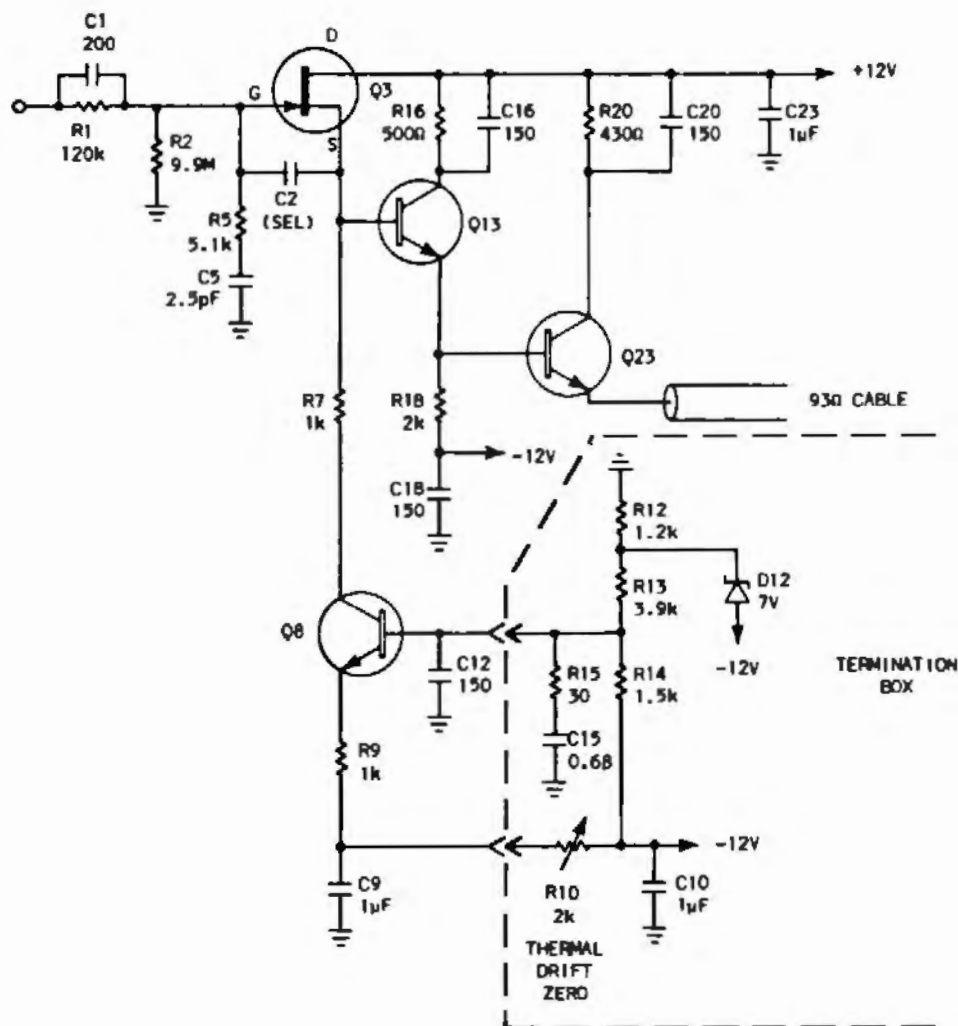 C1
200
R1
120k
R2
9.9M
G
D
S
Q3
C2
(SEL)
R5
5.1k
C5
2.5pF
R16
500Ω
C16
150
R20
430Ω
C20
150
C23
1µF
+12V
Q13
Q23
93Ω CABLE
R7
1k
R18
2k
-12V
C18
150
R12
1.2k
R13
3.9k
D12
7V
-12V
Q8
C12
150
R15
30
R14
1.5k
C15
0.68
TERMINATION
BOX
R9
1k
-12V
C9
1µF
R10
2k
C10
1µF
THERMAL
DRIFT
ZERO